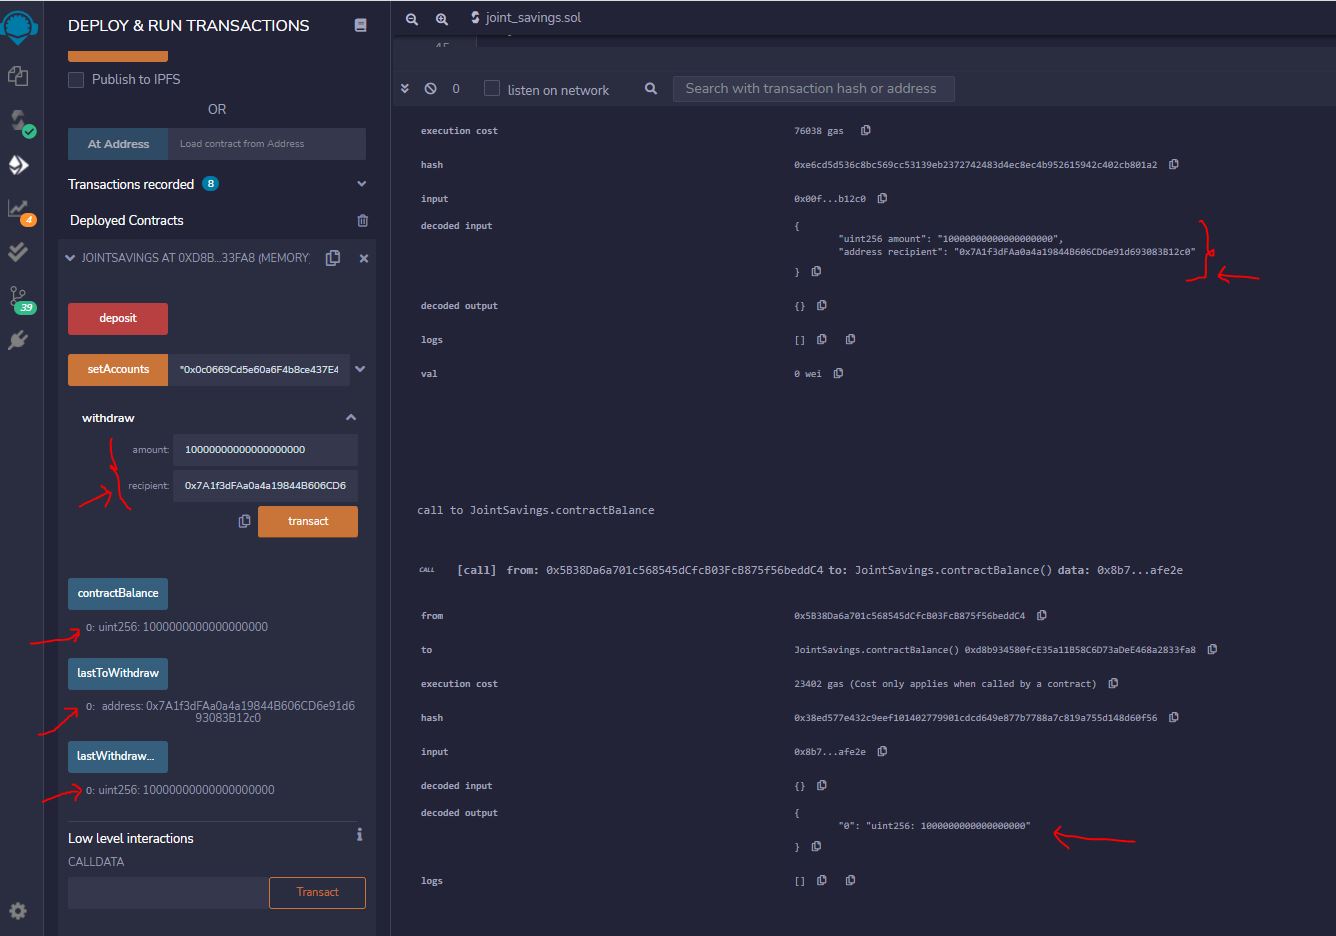 DEPLOY & RUN TRANSACTIONS
Publish to IPFS
OR
At Address
Load contract from Address
Transactions recorded 8
Deployed Contracts
JOINTSAVINGS AT 0XD8B...33FA8 (MEMORY)
deposit
setAccounts
"0x0c0669Cd5e60a6F4b8ce437E4
withdraw
amount: 10000000000000000000
recipient: 0x7A1f3dFAa0a4a19844B606CD6
transact
contractBalance
0: uint256: 1000000000000000000
lastToWithdraw
0: address: 0x7A1f3dFAa0a4a19844B606CD6e91d6
93083B12c0
lastWithdraw...
0: uint256: 10000000000000000000
Low level interactions
CALLDATA
Transact
4
39
joint_savings.sol
45
0
listen on network
Search with transaction hash or address
execution cost 76038 gas
hash 0xe6cd5d536c8bc569cc53139eb2372742483d4ec8ec4b952615942c402cb801a2
input 0x00f...b12c0
decoded input {
"uint256 amount": "10000000000000000000",
"address recipient": "0x7A1f3dFAa0a4a19844B606CD6e91d693083B12c0"
}
decoded output {}
logs []
val 0 wei
call to JointSavings.contractBalance
CALL [call] from: 0x5B38Da6a701c568545dCfcB03FcB875f56beddC4 to: JointSavings.contractBalance() data: 0x8b7...afe2e
from 0x5B38Da6a701c568545dCfcB03FcB875f56beddC4
to JointSavings.contractBalance() 0xd8b934580fcE35a11B58C6D73aDeE468a2833fa8
execution cost 23402 gas (Cost only applies when called by a contract)
hash 0x38ed577e432c9eef101402779901cdcd649e877b7788a7c819a755d148d60f56
input 0x8b7...afe2e
decoded input {}
decoded output {
"0": "uint256: 1000000000000000000"
}
logs []